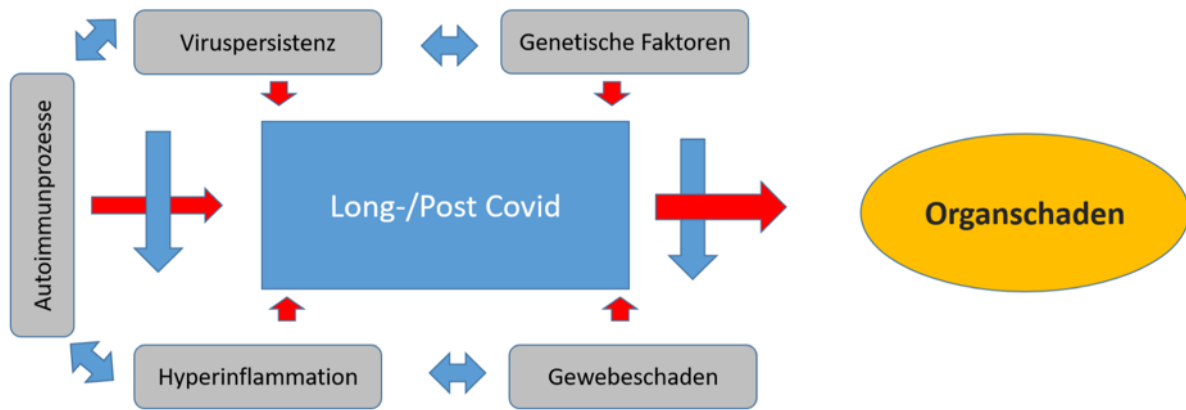 Viruspersistenz
Genetische Faktoren
Autoimmunprozesse
Long-/Post Covid
Organschaden
Hyperinflammation
Gewebeschaden